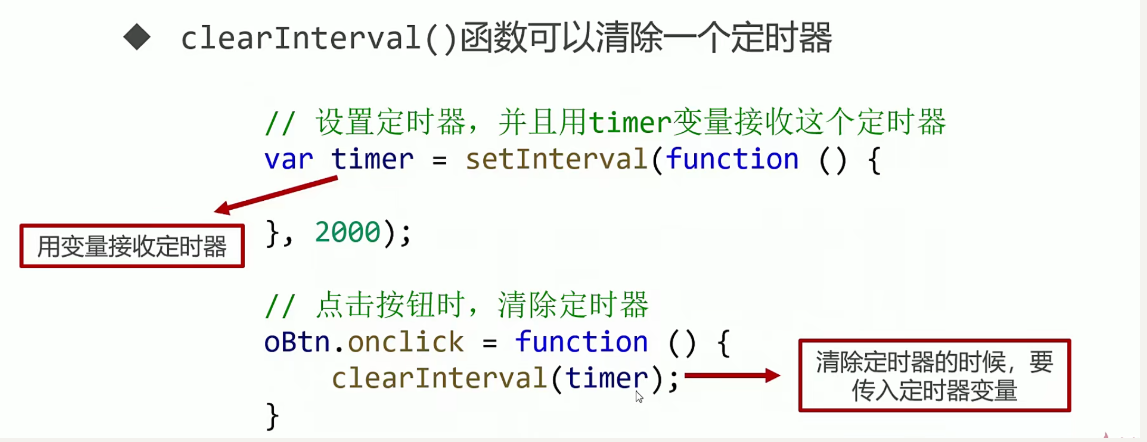 clearInterval()函数可以清除一个定时器
// 设置定时器，并且用timer变量接收这个定时器
var timer = setInterval(function () {
用变量接收定时器
}, 2000);
// 点击按钮时，清除定时器
oBtn.onclick = function () {
clearInterval(timer);
清除定时器的时候，要
传入定时器变量
}